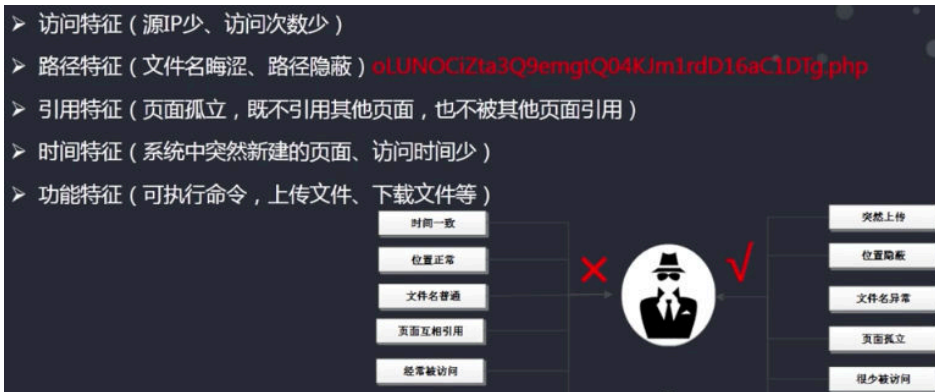 ➢ 访问特征（源IP少、访问次数少）
➢ 路径特征（文件名晦涩、路径隐蔽）oLUNOCiZta3Q9emgtQ04KJm1rdD16aC1DTg.php
➢ 引用特征（页面孤立，既不引用其他页面，也不被其他页面引用）
➢ 时间特征（系统中突然新建的页面、访问时间少）
➢ 功能特征（可执行命令，上传文件、下载文件等）
时间一致
位置正常
文件名普通
页面互相引用
经常被访问
×
√
突然上传
位置隐蔽
文件名异常
页面孤立
很少被访问